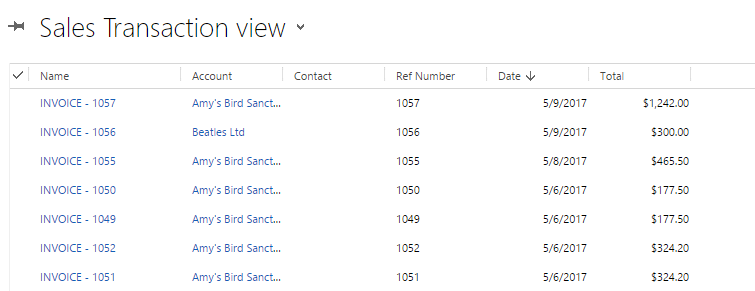 Sales Transaction view
Name Account Contact Ref Number Date Total
INVOICE - 1057 Amy's Bird Sanct... 1057 5/9/2017 $1,242.00
INVOICE - 1056 Beatles Ltd 1056 5/9/2017 $300.00
INVOICE - 1055 Amy's Bird Sanct... 1055 5/8/2017 $465.50
INVOICE - 1050 Amy's Bird Sanct... 1050 5/6/2017 $177.50
INVOICE - 1049 Amy's Bird Sanct... 1049 5/6/2017 $177.50
INVOICE - 1052 Amy's Bird Sanct... 1052 5/6/2017 $324.20
INVOICE - 1051 Amy's Bird Sanct... 1051 5/6/2017 $324.20